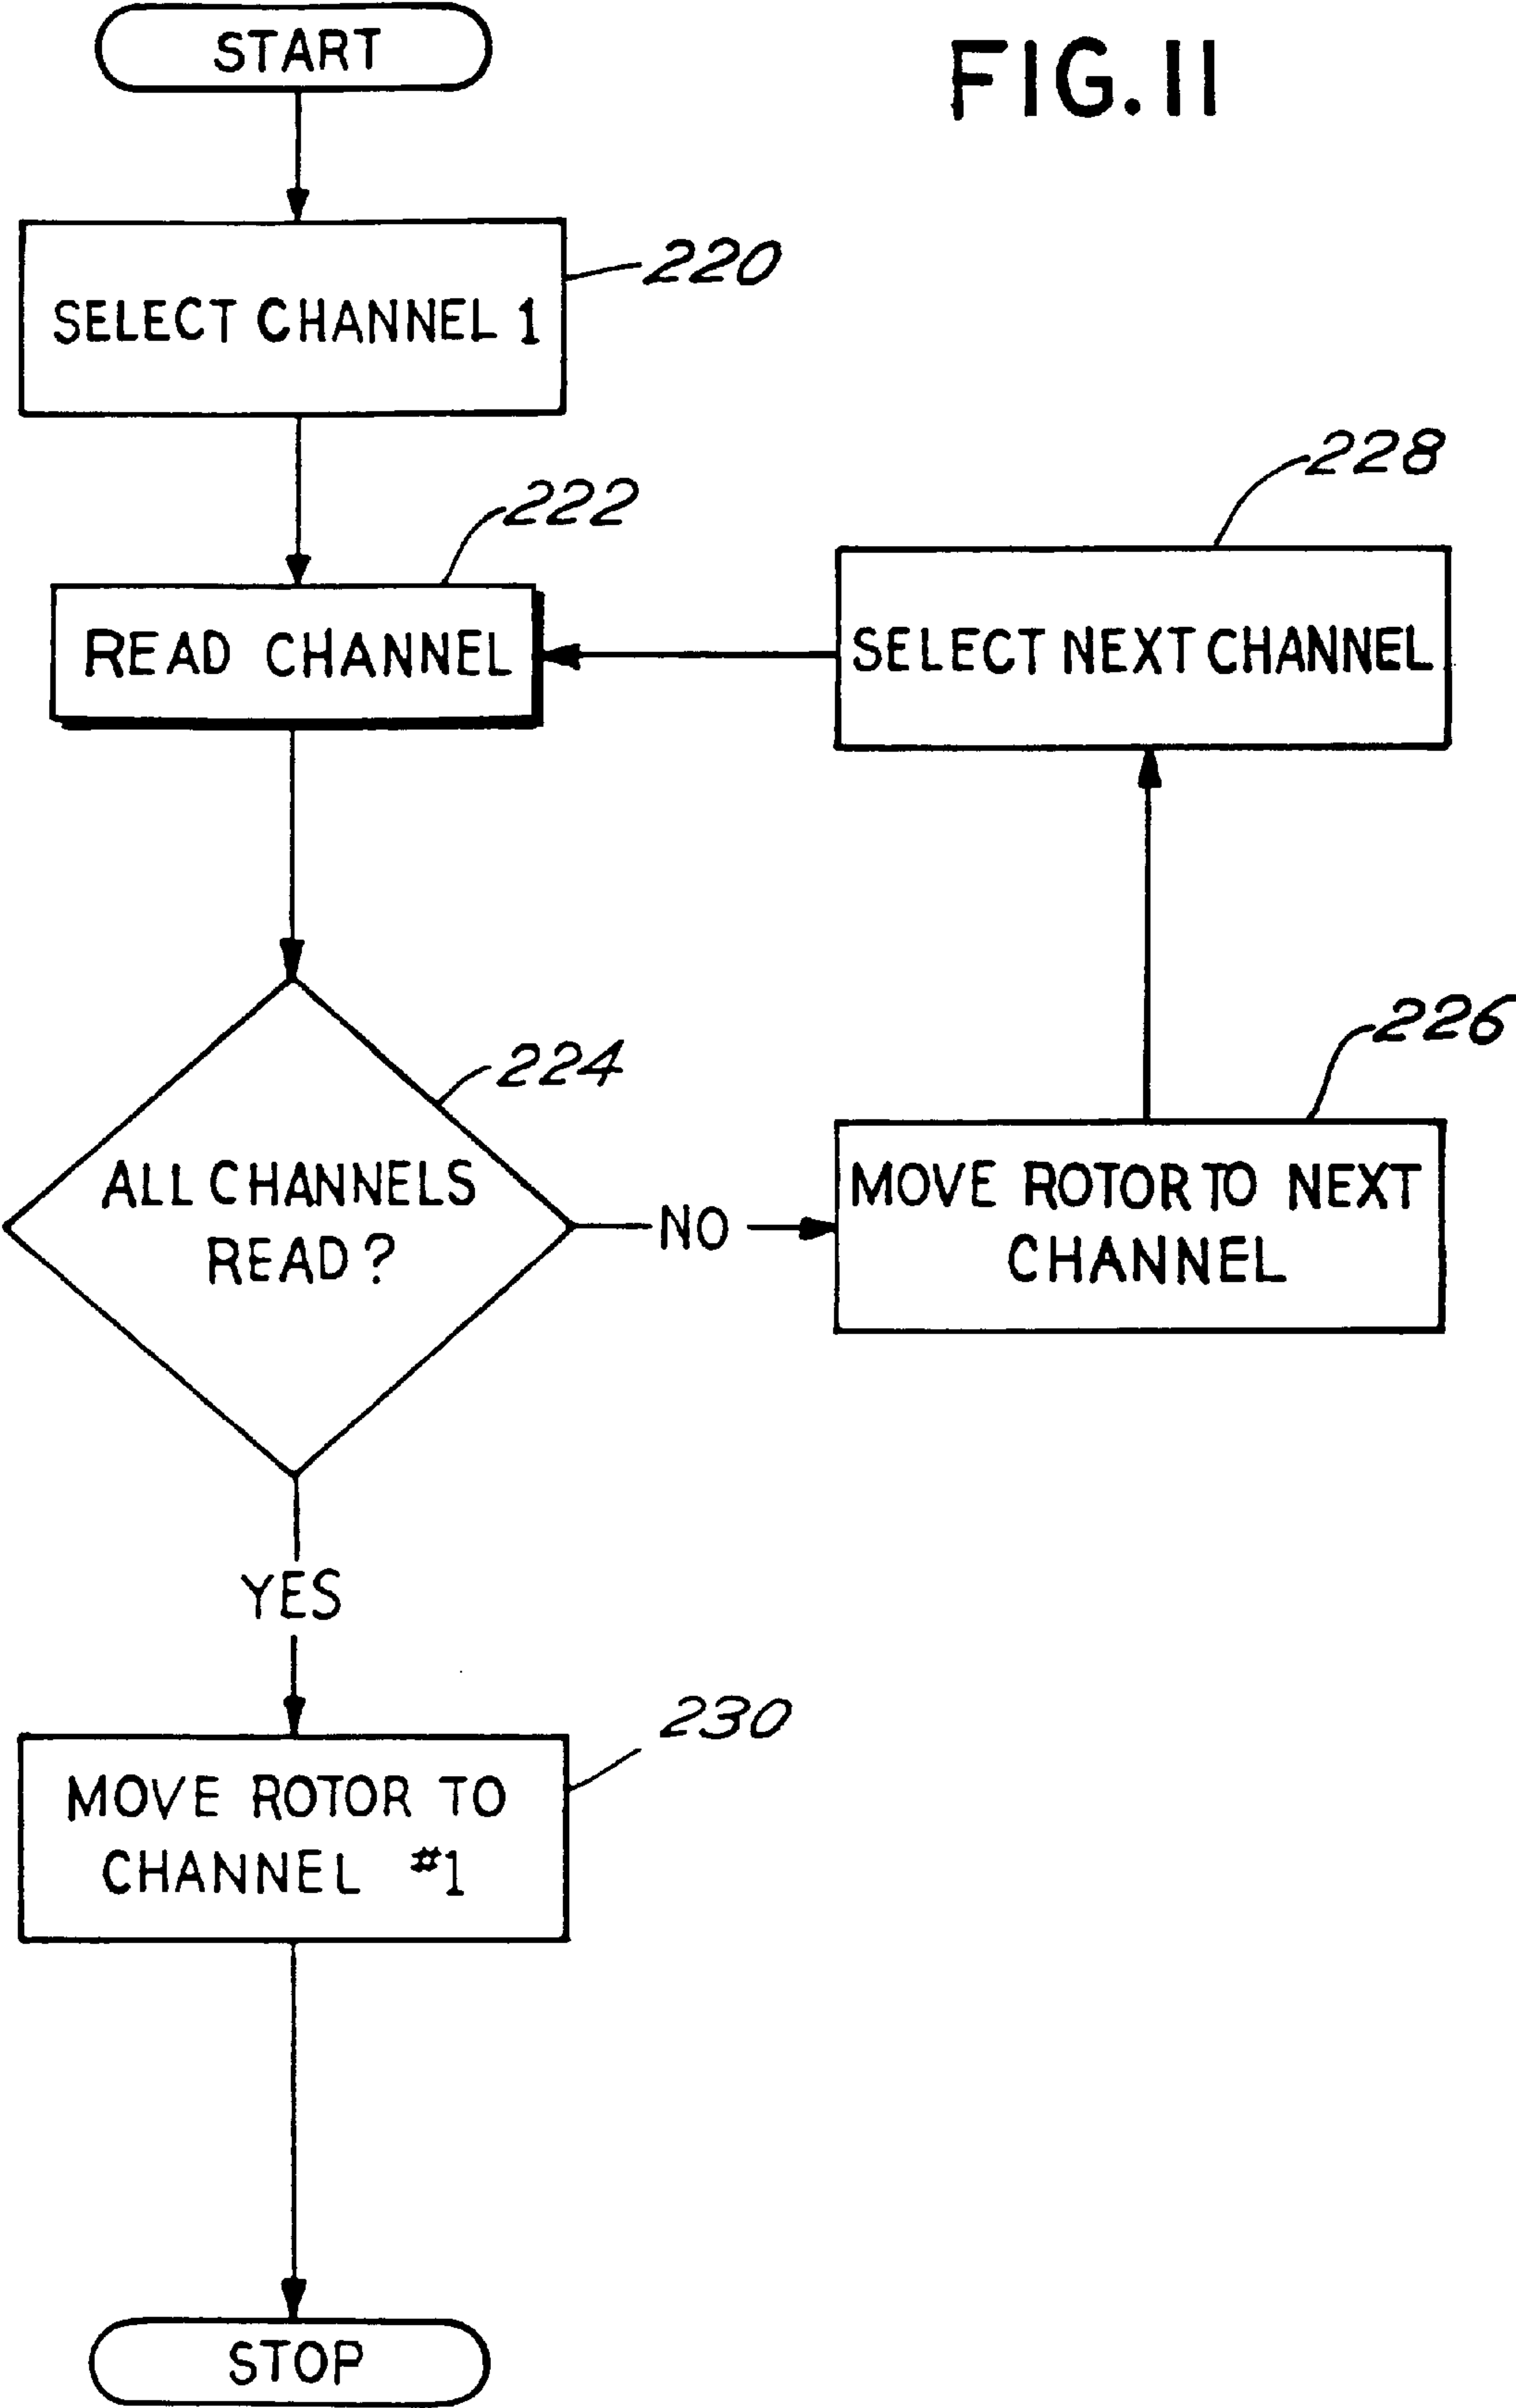 START
FIG. 11
220
SELECT CHANNEL 1
228
222
READ CHANNEL
SELECT NEXT CHANNEL
226
224
ALL CHANNELS
READ?
NO
MOVE ROTOR TO NEXT
CHANNEL
YES
230
MOVE ROTOR TO
CHANNEL #1
STOP